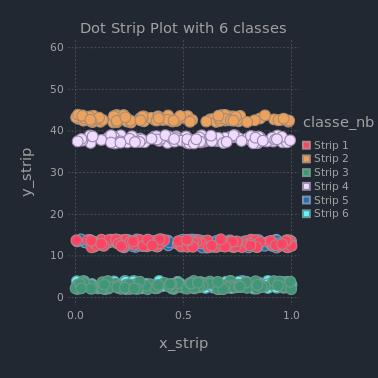 Dot Strip Plot with 6 classes
60
50
40
30
20
10
0
y_strip
0.0
0.5
1.0
x_strip
classe_nb
Strip 1
Strip 2
Strip 3
Strip 4
Strip 5
Strip 6